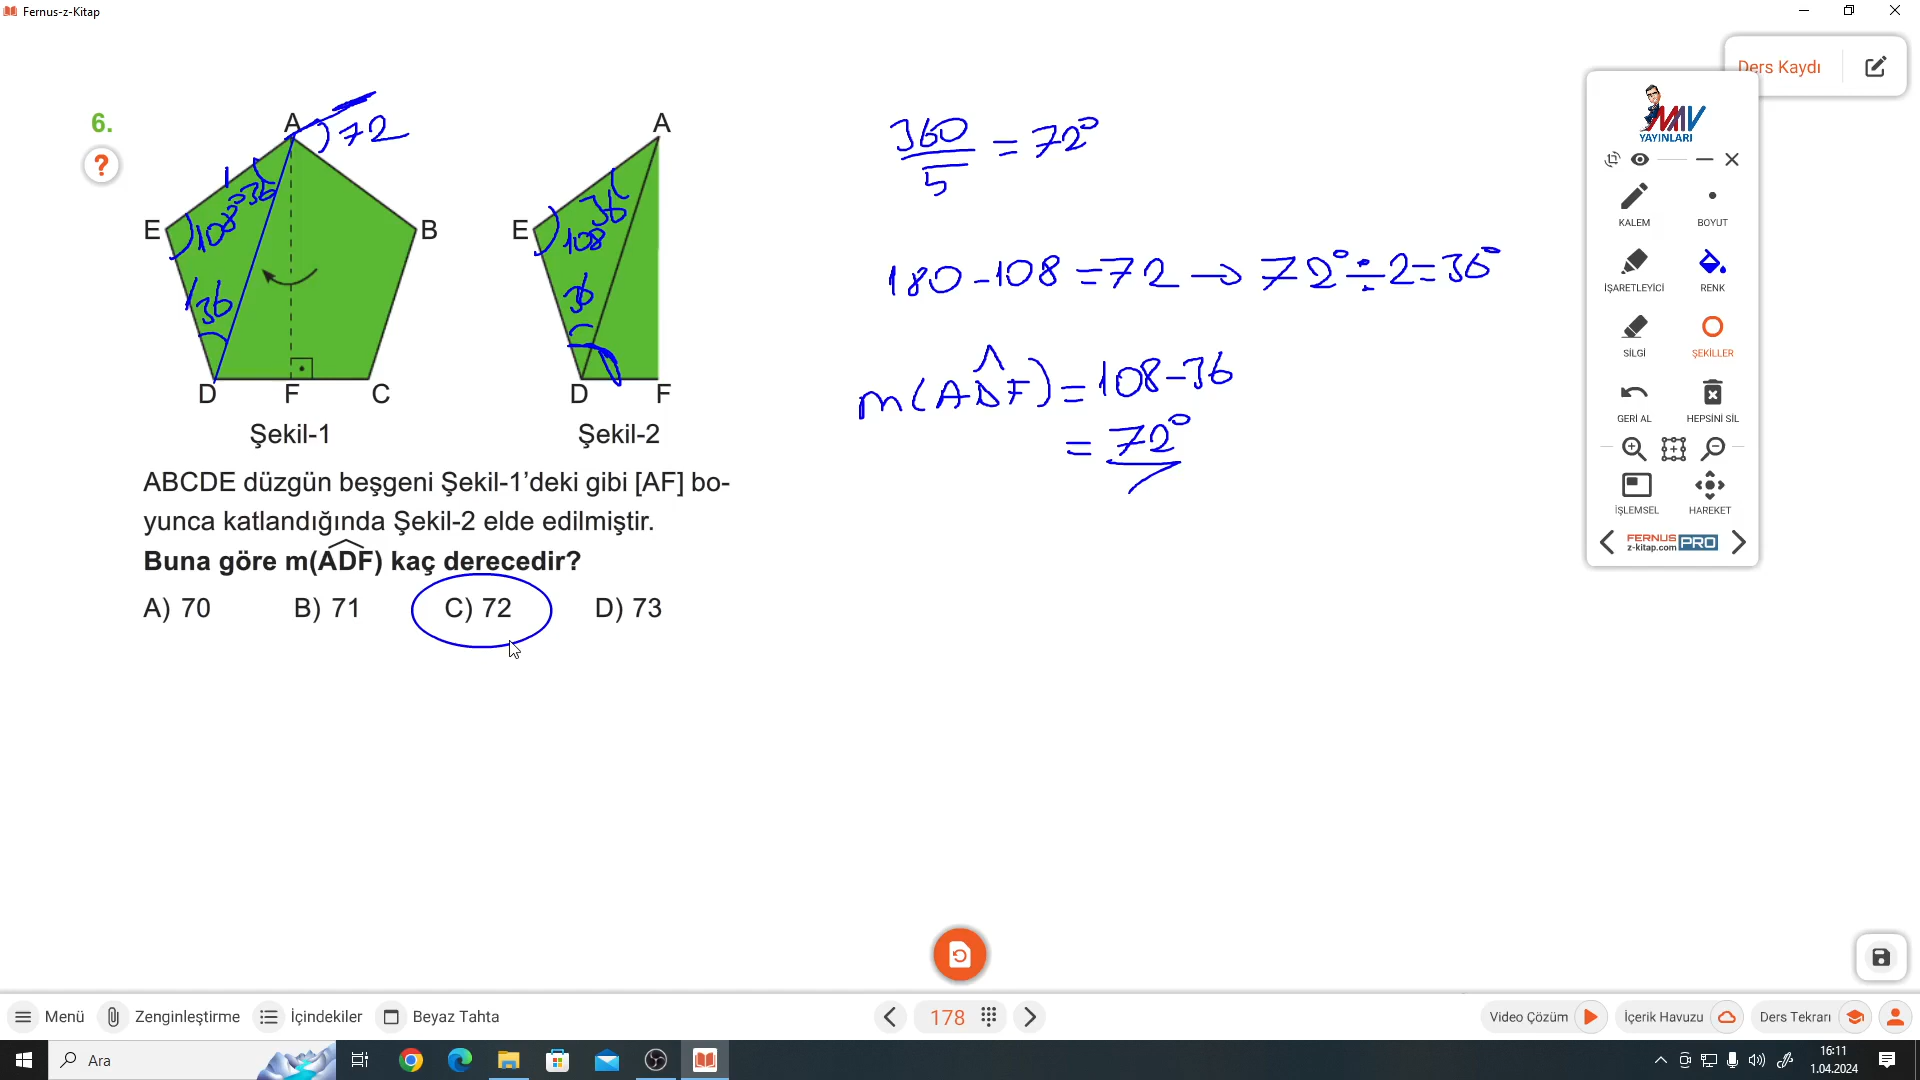 Fernus-z-Kitap
Ders Kaydı
MAV
YAYINLARI
KALEM
BOYUT
İŞARETLEYİCİ
RENK
SİLGİ
ŞEKİLLER
GERİ AL
HEPSİNİ SİL
İŞLEMSEL
HAREKET
FERNUS PRO
z-kitap.com
6.
?
A 72
E 108° 36 B
36
D F C
Şekil-1
A
E 36
108
36
D F
Şekil-2
360/5 = 72°
180-108=72 → 72°÷2=36°
m(ADF)=108-36
= 72°
ABCDE düzgün beşgeni Şekil-1’deki gibi [AF] bo-
yunca katlandığında Şekil-2 elde edilmiştir.
Buna göre m(ADF) kaç derecedir?
A) 70 B) 71 C) 72 D) 73
Menü Zenginleştirme İçindekiler Beyaz Tahta 178 Video Çözüm İçerik Havuzu Ders Tekrarı
Ara
16:11
1.04.2024